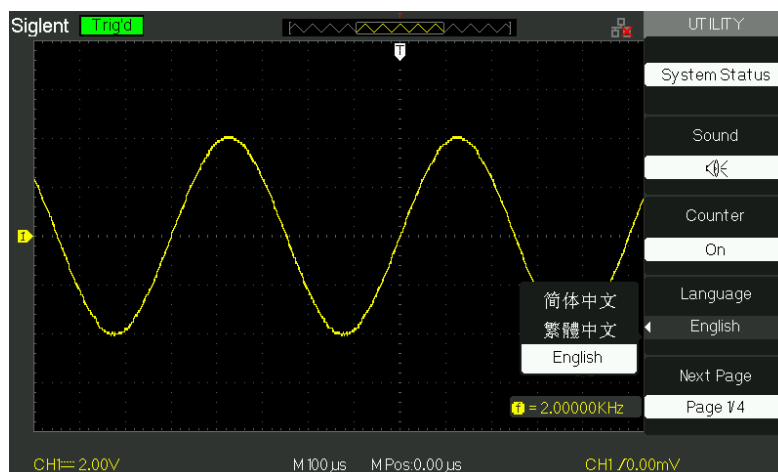 Siglent Trig'd UTILITY
T
System Status
Sound
Counter
On
Language
简体中文
繁體中文
English
English
Next Page
f = 2.00000KHz
Page 1/4
CH1 2.00V M 100 µs M Pos:0.00 µs CH1 /0.00mV